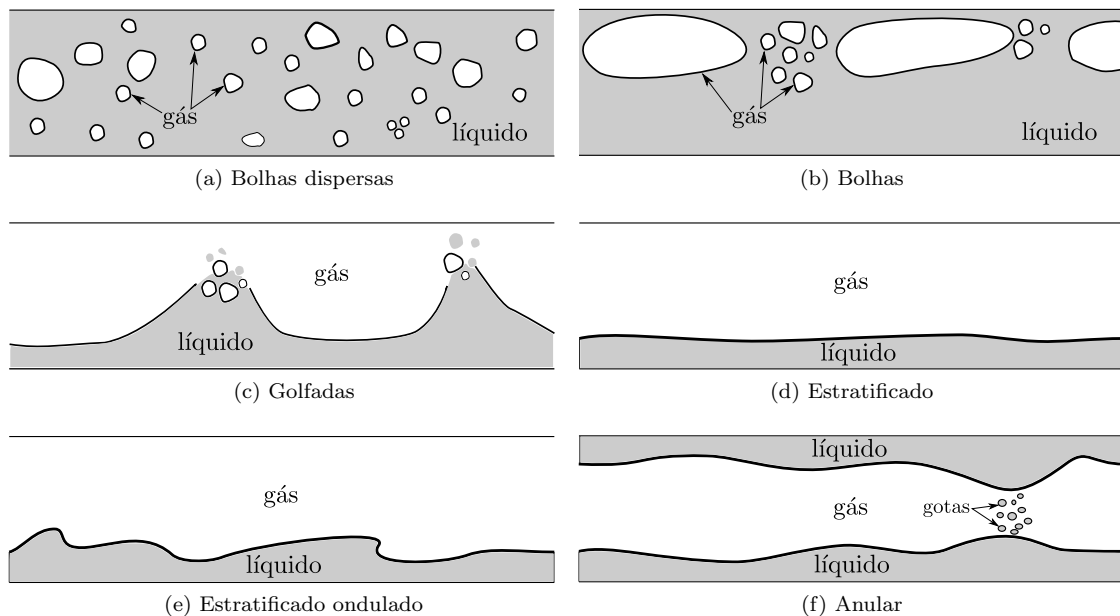 gás
líquido
(a) Bolhas dispersas
gás
líquido
(b) Bolhas
gás
líquido
(c) Golfadas
gás
líquido
(d) Estratificado
gás
líquido
(e) Estratificado ondulado
líquido
gás
gotas
líquido
(f) Anular